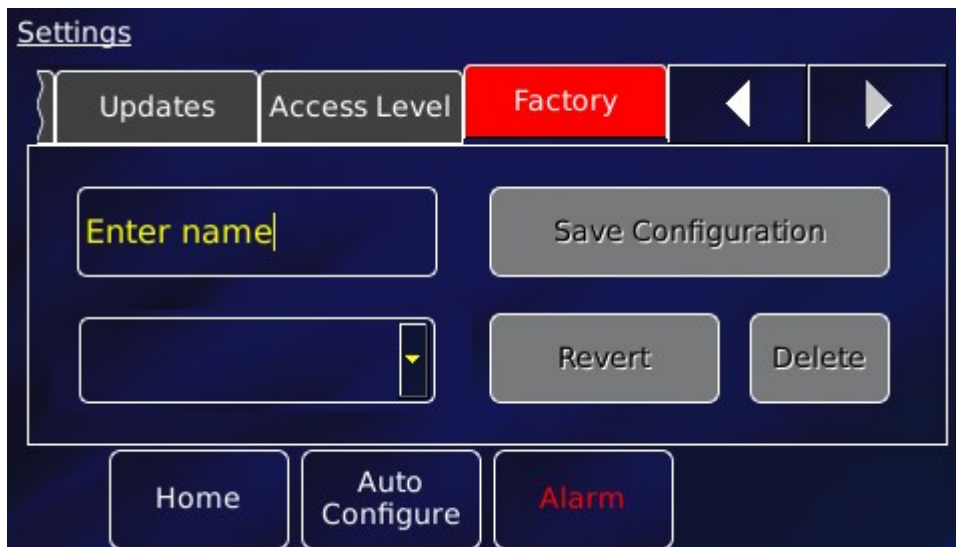 Settings
Updates Access Level Factory
Enter name Save Configuration
Revert Delete
Home Auto Configure Alarm